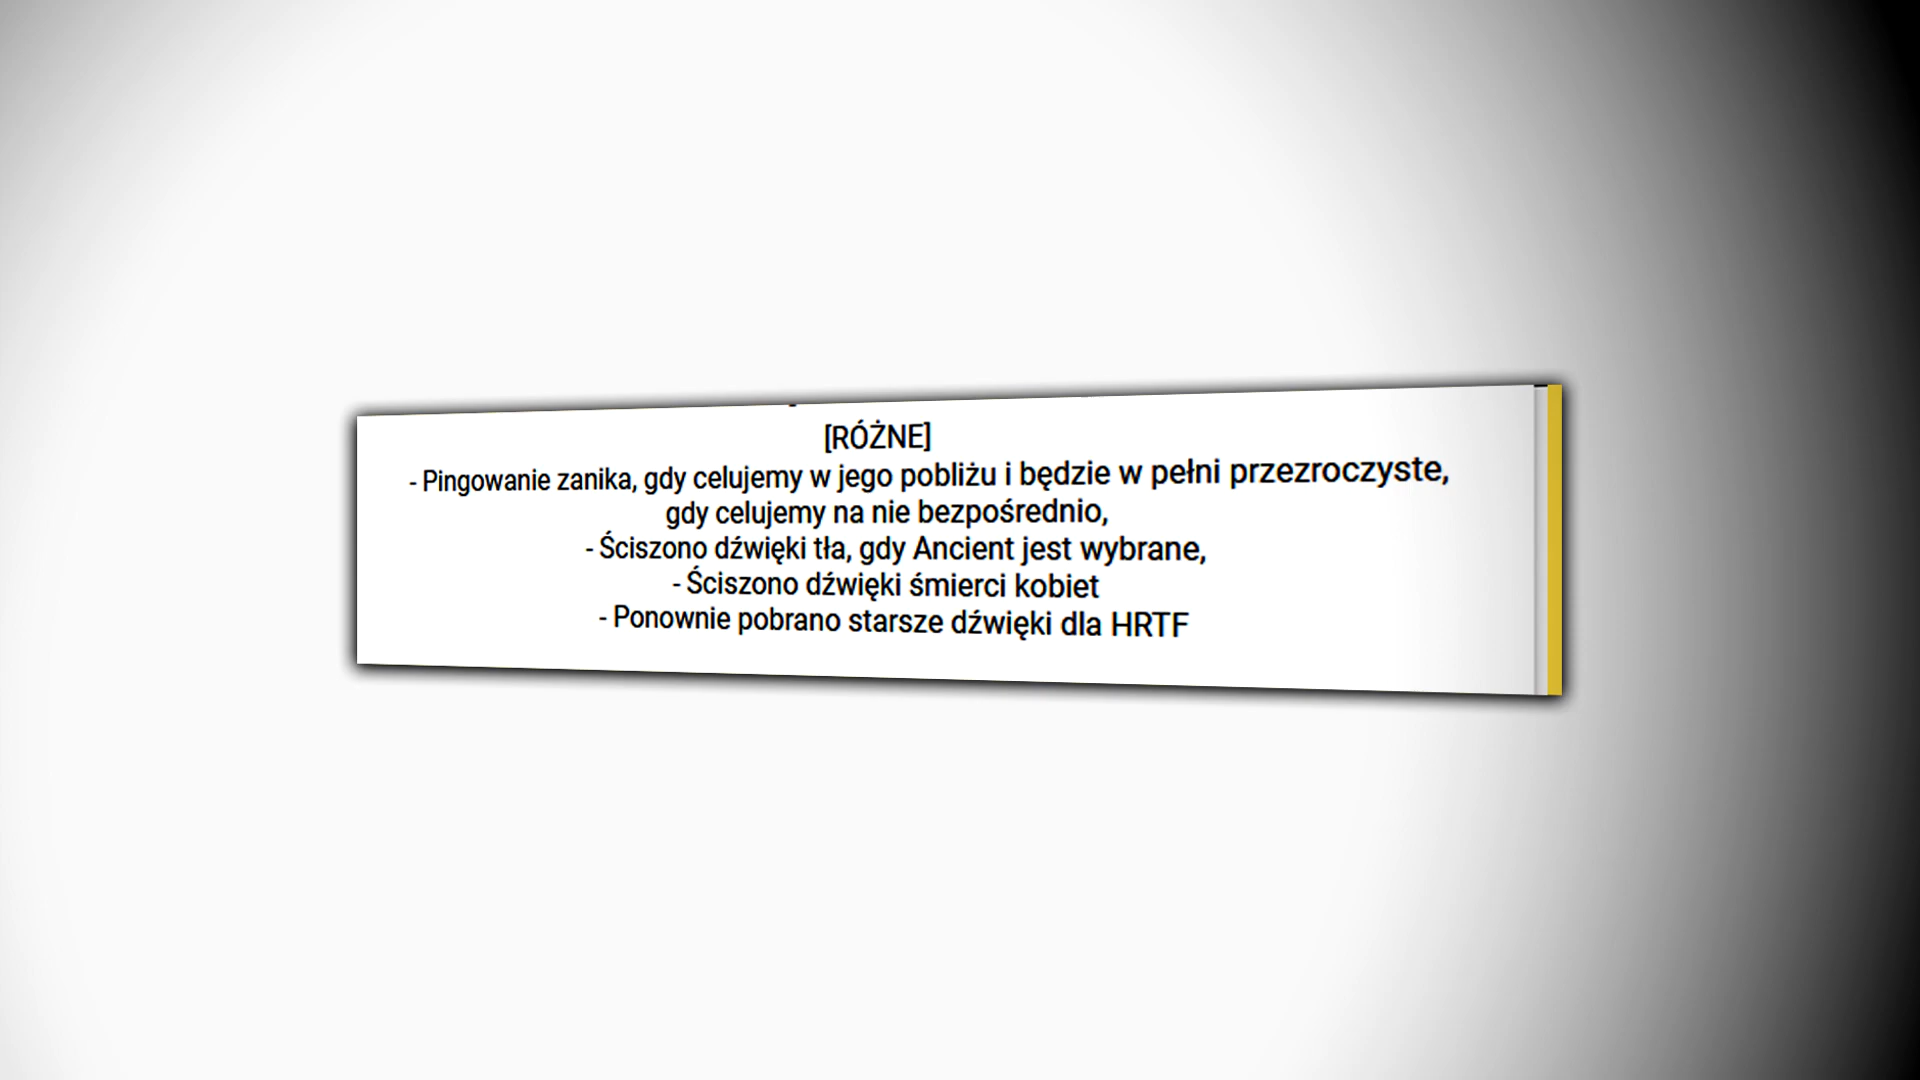 [RÓŻNE]
- Pingowanie zanika, gdy celujemy w jego pobliżu i będzie w pełni przezroczyste,
gdy celujemy na nie bezpośrednio,
- Ściszono dźwięki tła, gdy Ancient jest wybrane,
- Ściszono dźwięki śmierci kobiet
- Ponownie pobrano starsze dźwięki dla HRTF